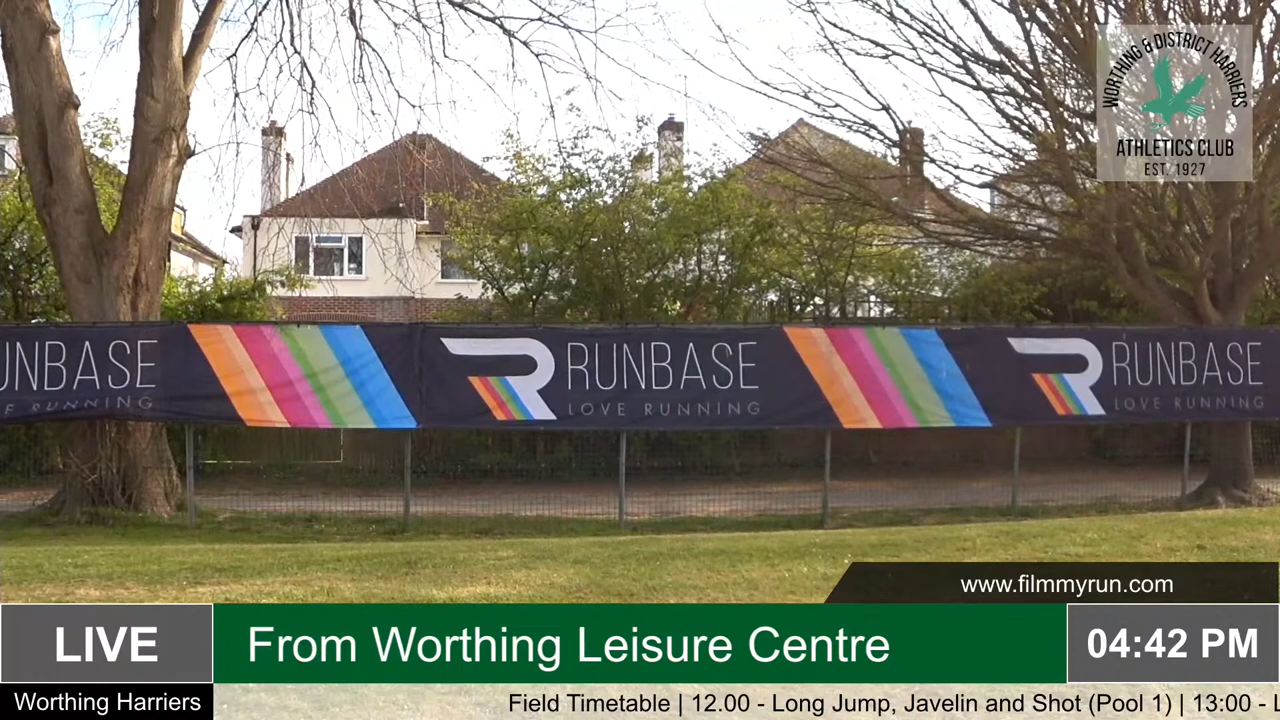 WORTHING & DISTRICT HARRIERS
ATHLETICS CLUB
EST. 1927
UNBASE
E RUNNING
RUNBASE
LOVE RUNNING
RUNBASE
LOVE RUNNING
www.filmmyrun.com
LIVE
From Worthing Leisure Centre
04:42 PM
Worthing Harriers
Field Timetable | 12.00 - Long Jump, Javelin and Shot (Pool 1) | 13:00 - L